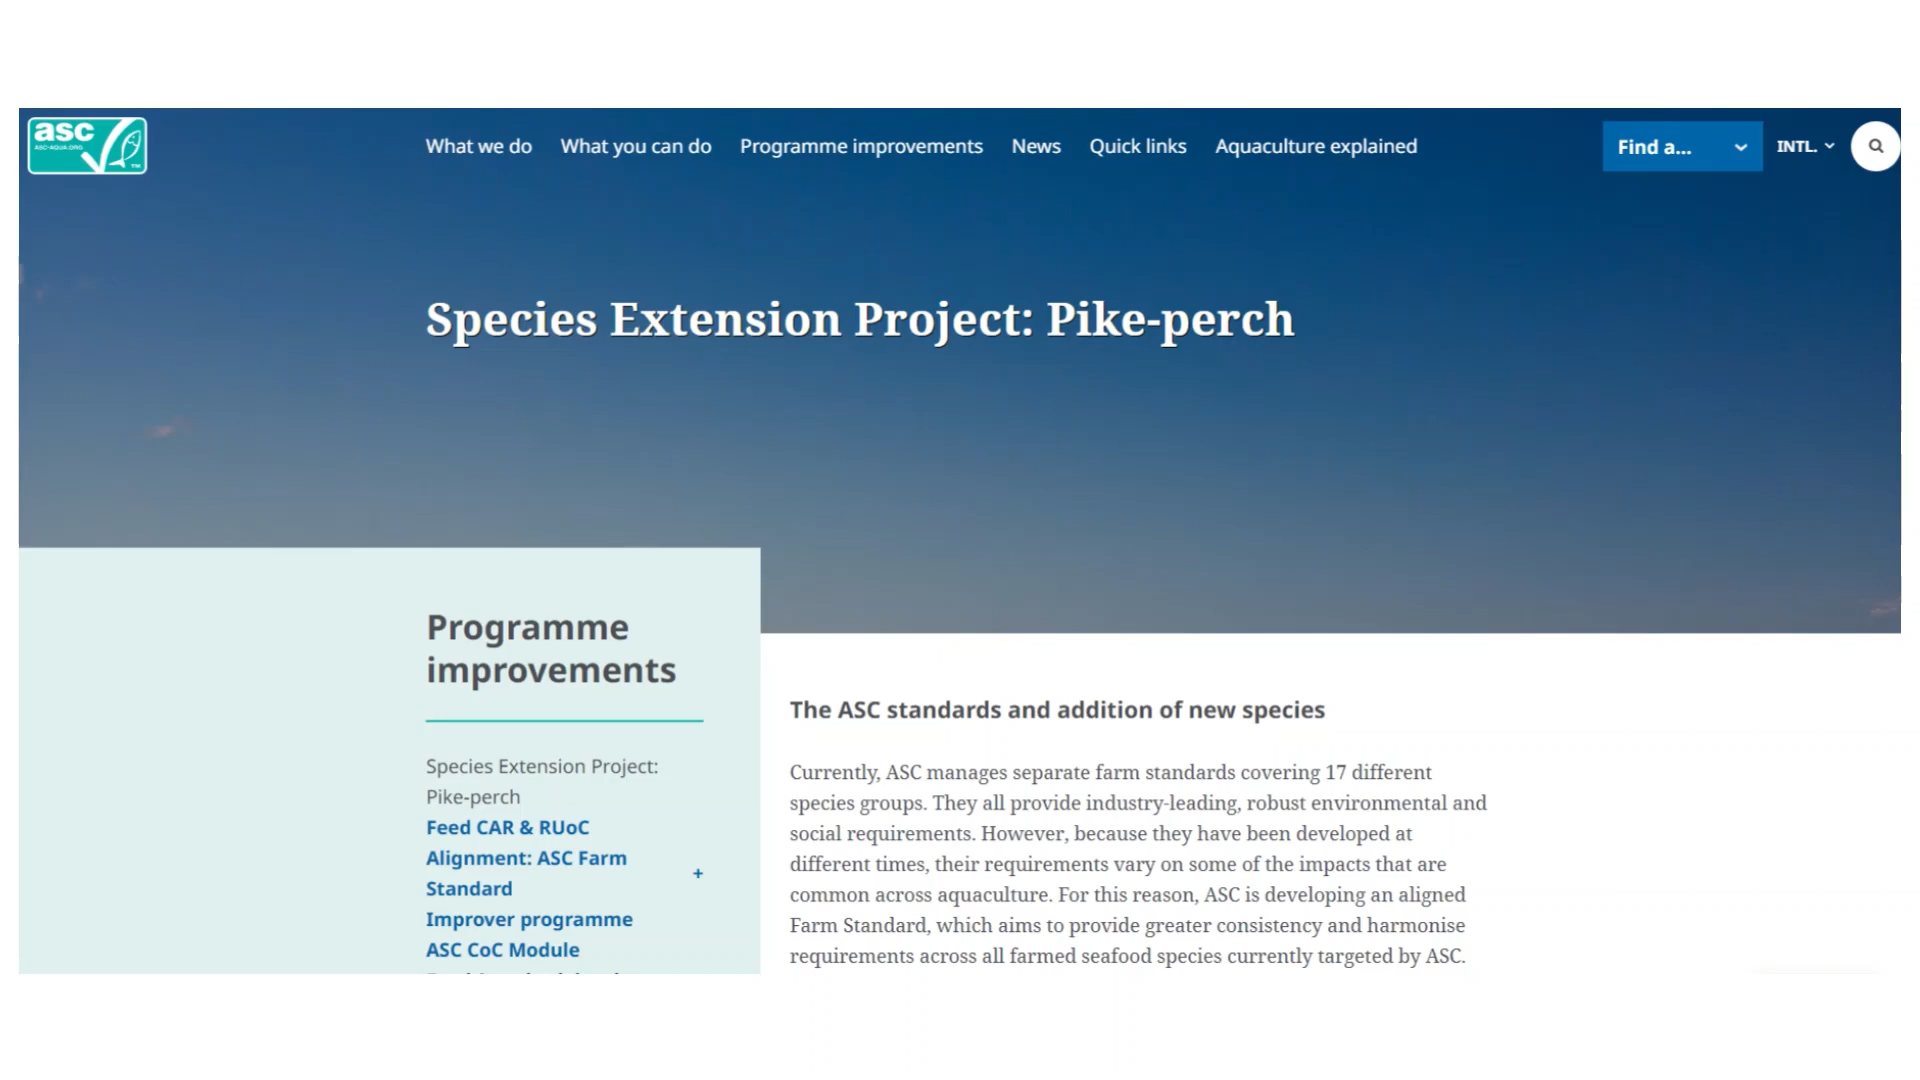 asc
ASC-AQUA.ORG
TM
What we do
What you can do
Programme improvements
News
Quick links
Aquaculture explained
Find a...
INTL.
Species Extension Project: Pike-perch
Programme
improvements
Species Extension Project:
Pike-perch
Feed CAR & RUoC
Alignment: ASC Farm
Standard
+
Improver programme
ASC CoC Module
The ASC standards and addition of new species
Currently, ASC manages separate farm standards covering 17 different
species groups. They all provide industry-leading, robust environmental and
social requirements. However, because they have been developed at
different times, their requirements vary on some of the impacts that are
common across aquaculture. For this reason, ASC is developing an aligned
Farm Standard, which aims to provide greater consistency and harmonise
requirements across all farmed seafood species currently targeted by ASC.